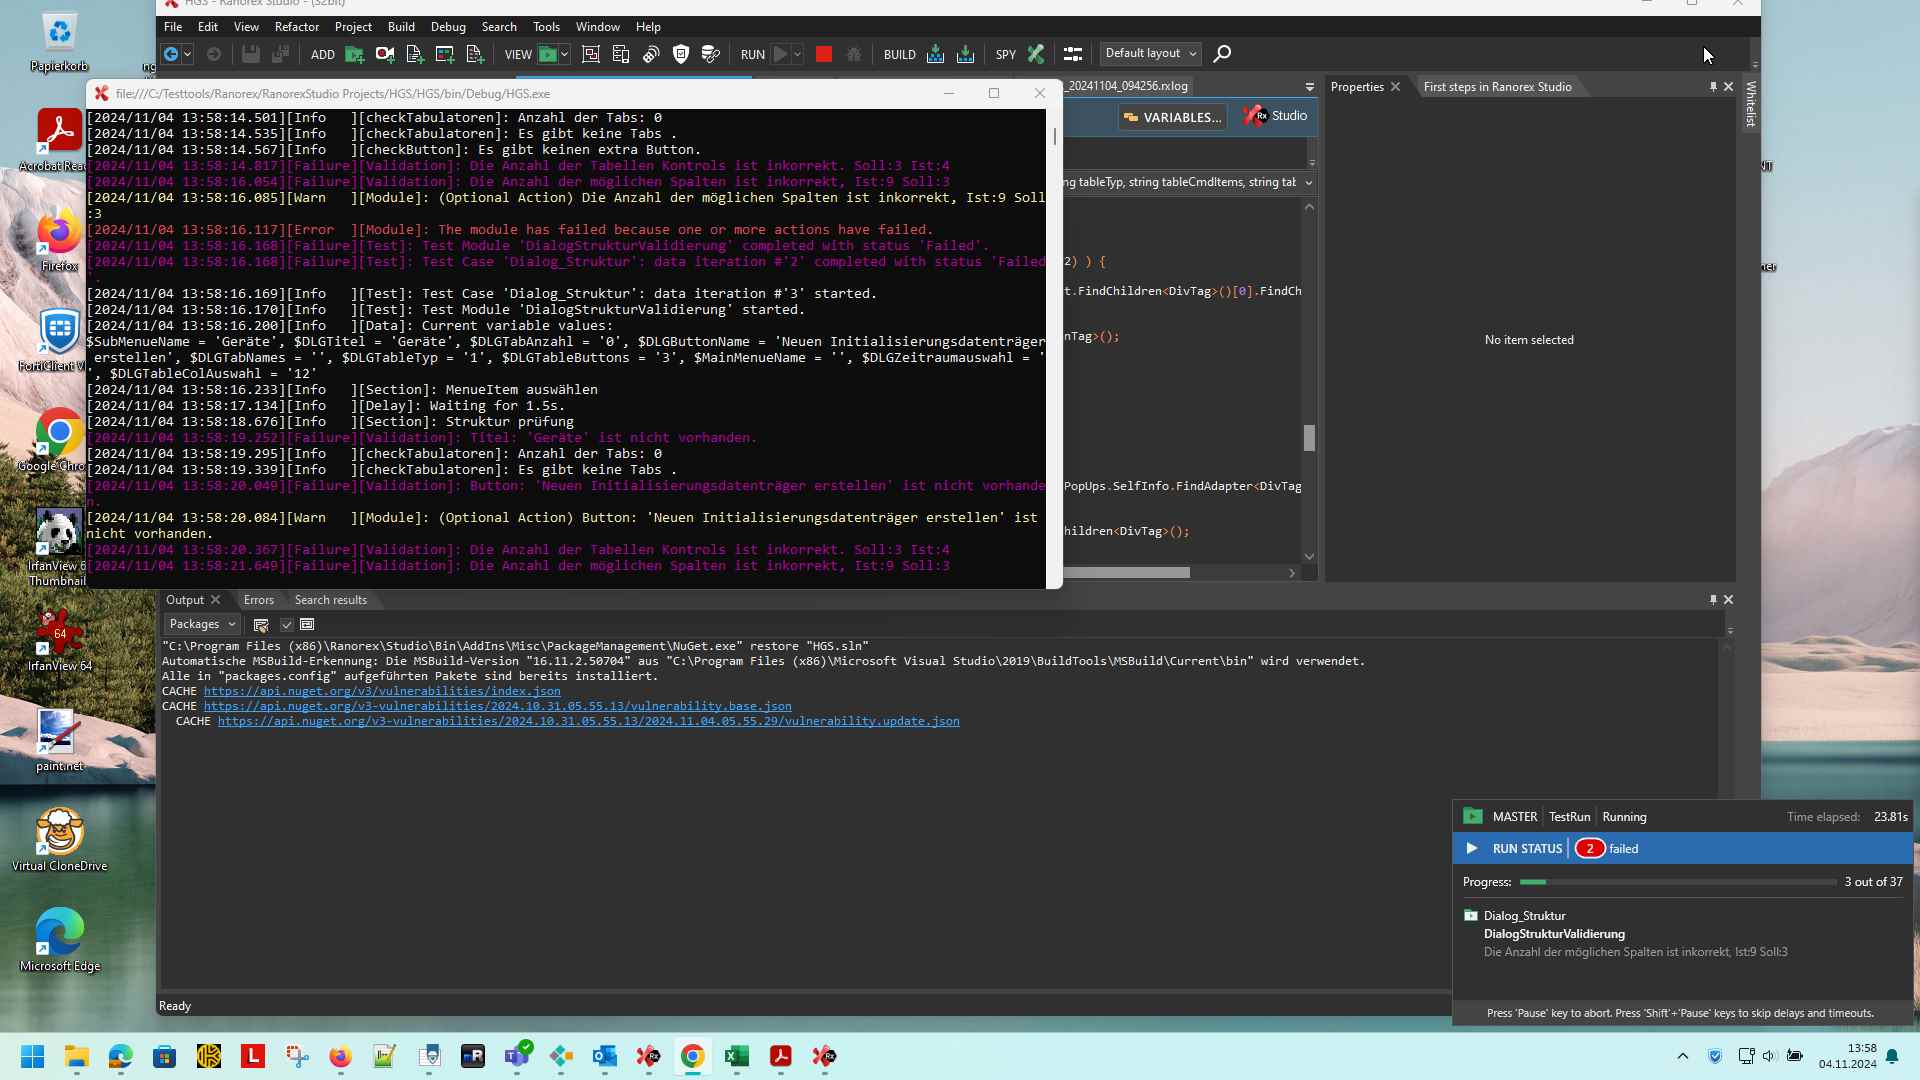 Papierkorb
ng
Acrobat Rea
Firefox
FortiClient V
Google Chro
IrfanView 6
Thumbnail
64
IrfanView 64
paint.net
Virtual CloneDrive
Microsoft Edge
HGS - Ranorex Studio - (32bit)
File Edit View Refactor Project Build Debug Search Tools Window Help
ADD VIEW RUN BUILD SPY Default layout
file:///C:/Testtools/Ranorex/RanorexStudio Projects/HGS/HGS/bin/Debug/HGS.exe
[2024/11/04 13:58:14.501][Info   ][checkTabulatoren]: Anzahl der Tabs: 0
[2024/11/04 13:58:14.535][Info   ][checkTabulatoren]: Es gibt keine Tabs .
[2024/11/04 13:58:14.567][Info   ][checkButton]: Es gibt keinen extra Button.
[2024/11/04 13:58:14.817][Failure][Validation]: Die Anzahl der Tabellen Kontrols ist inkorrekt. Soll:3 Ist:4
[2024/11/04 13:58:16.054][Failure][Validation]: Die Anzahl der möglichen Spalten ist inkorrekt, Ist:9 Soll:3
[2024/11/04 13:58:16.085][Warn   ][Module]: (Optional Action) Die Anzahl der möglichen Spalten ist inkorrekt, Ist:9 Soll
:3
[2024/11/04 13:58:16.117][Error  ][Module]: The module has failed because one or more actions have failed.
[2024/11/04 13:58:16.168][Failure][Test]: Test Module 'DialogStrukturValidierung' completed with status 'Failed'.
[2024/11/04 13:58:16.168][Failure][Test]: Test Case 'Dialog_Struktur': data iteration #'2' completed with status 'Failed
'.
[2024/11/04 13:58:16.169][Info   ][Test]: Test Case 'Dialog_Struktur': data iteration #'3' started.
[2024/11/04 13:58:16.170][Info   ][Test]: Test Module 'DialogStrukturValidierung' started.
[2024/11/04 13:58:16.200][Info   ][Data]: Current variable values:
$SubMenueName = 'Geräte', $DLGTitel = 'Geräte', $DLGTabAnzahl = '0', $DLGButtonName = 'Neuen Initialisierungsdatenträger
 erstellen', $DLGTabNames = '', $DLGTableTyp = '1', $DLGTableButtons = '3', $MainMenueName = '', $DLGZeitraumauswahl = '
', $DLGTableColAuswahl = '12'
[2024/11/04 13:58:16.233][Info   ][Section]: MenueItem auswählen
[2024/11/04 13:58:17.134][Info   ][Delay]: Waiting for 1.5s.
[2024/11/04 13:58:18.676][Info   ][Section]: Struktur prüfung
[2024/11/04 13:58:19.252][Failure][Validation]: Titel: 'Geräte' ist nicht vorhanden.
[2024/11/04 13:58:19.295][Info   ][checkTabulatoren]: Anzahl der Tabs: 0
[2024/11/04 13:58:19.339][Info   ][checkTabulatoren]: Es gibt keine Tabs .
[2024/11/04 13:58:20.049][Failure][Validation]: Button: 'Neuen Initialisierungsdatenträger erstellen' ist nicht vorhande
n.
[2024/11/04 13:58:20.084][Warn   ][Module]: (Optional Action) Button: 'Neuen Initialisierungsdatenträger erstellen' ist
nicht vorhanden.
[2024/11/04 13:58:20.367][Failure][Validation]: Die Anzahl der Tabellen Kontrols ist inkorrekt. Soll:3 Ist:4
[2024/11/04 13:58:21.649][Failure][Validation]: Die Anzahl der möglichen Spalten ist inkorrekt, Ist:9 Soll:3
_20241104_094256.rxlog
VARIABLES...
Rx Studio
ng tableTyp, string tableCmdItems, string tab
2) ) {
t.FindChildren<DivTag>()[0].FindCh
nTag>();
PopUps.SelfInfo.FindAdapter<DivTag
hildren<DivTag>();
Properties
First steps in Ranorex Studio
No item selected
Whitelist
NT
ner
Output Errors Search results
Packages
"C:\Program Files (x86)\Ranorex\Studio\Bin\AddIns\Misc\PackageManagement\NuGet.exe" restore "HGS.sln"
Automatische MSBuild-Erkennung: Die MSBuild-Version "16.11.2.50704" aus "C:\Program Files (x86)\Microsoft Visual Studio\2019\BuildTools\MSBuild\Current\bin" wird verwendet.
Alle in "packages.config" aufgeführten Pakete sind bereits installiert.
CACHE https://api.nuget.org/v3/vulnerabilities/index.json
CACHE https://api.nuget.org/v3-vulnerabilities/2024.10.31.05.55.13/vulnerability.base.json
CACHE https://api.nuget.org/v3-vulnerabilities/2024.10.31.05.55.13/2024.11.04.05.55.29/vulnerability.update.json
Ready
MASTER TestRun Running Time elapsed: 23.81s
RUN STATUS 2 failed
Progress: 3 out of 37
Dialog_Struktur
DialogStrukturValidierung
Die Anzahl der möglichen Spalten ist inkorrekt, Ist:9 Soll:3
Press 'Pause' key to abort. Press 'Shift'+'Pause' keys to skip delays and timeouts.
13:58
04.11.2024